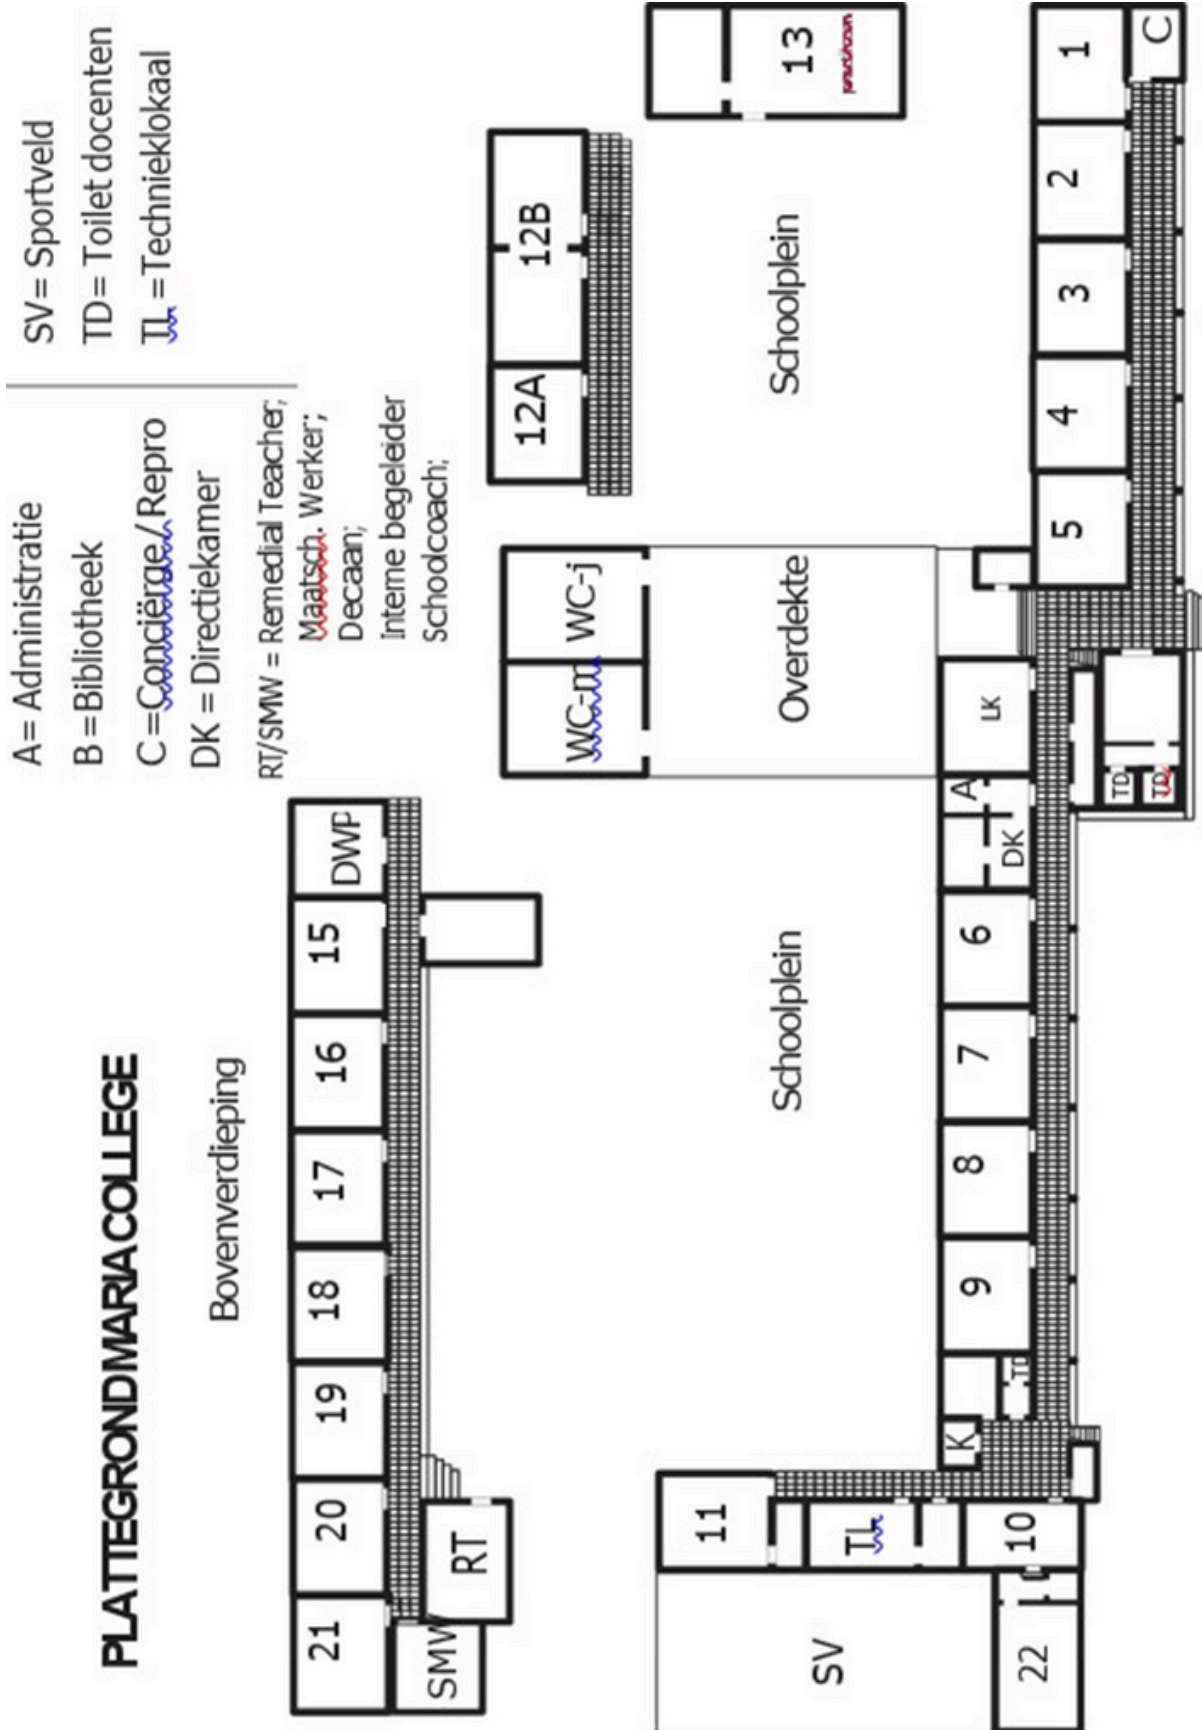 PLATTEGROND MARIA COLLEGE
A= Administratie
B =Bibliotheek
C =Conciërge/ Repro
DK = Directiekamer
RT/SMW = Remedial Teacher;
Maatsch. Werker;
Decaan;
Interne begeleider
Schoolcoach;
SV= Sportveld
TD= Toilet docenten
TL =Technieklokaal
Bovenverdieping
21
20
19
18
17
16
15
DWP
SMW
RT
12A
12B
WC-m
WC-j
13
11
TL
10
SV
22
Schoolplein
Overdekte
Schoolplein
K
TD
9
8
7
6
DK
A
LK
TD
TD
5
4
3
2
1
C